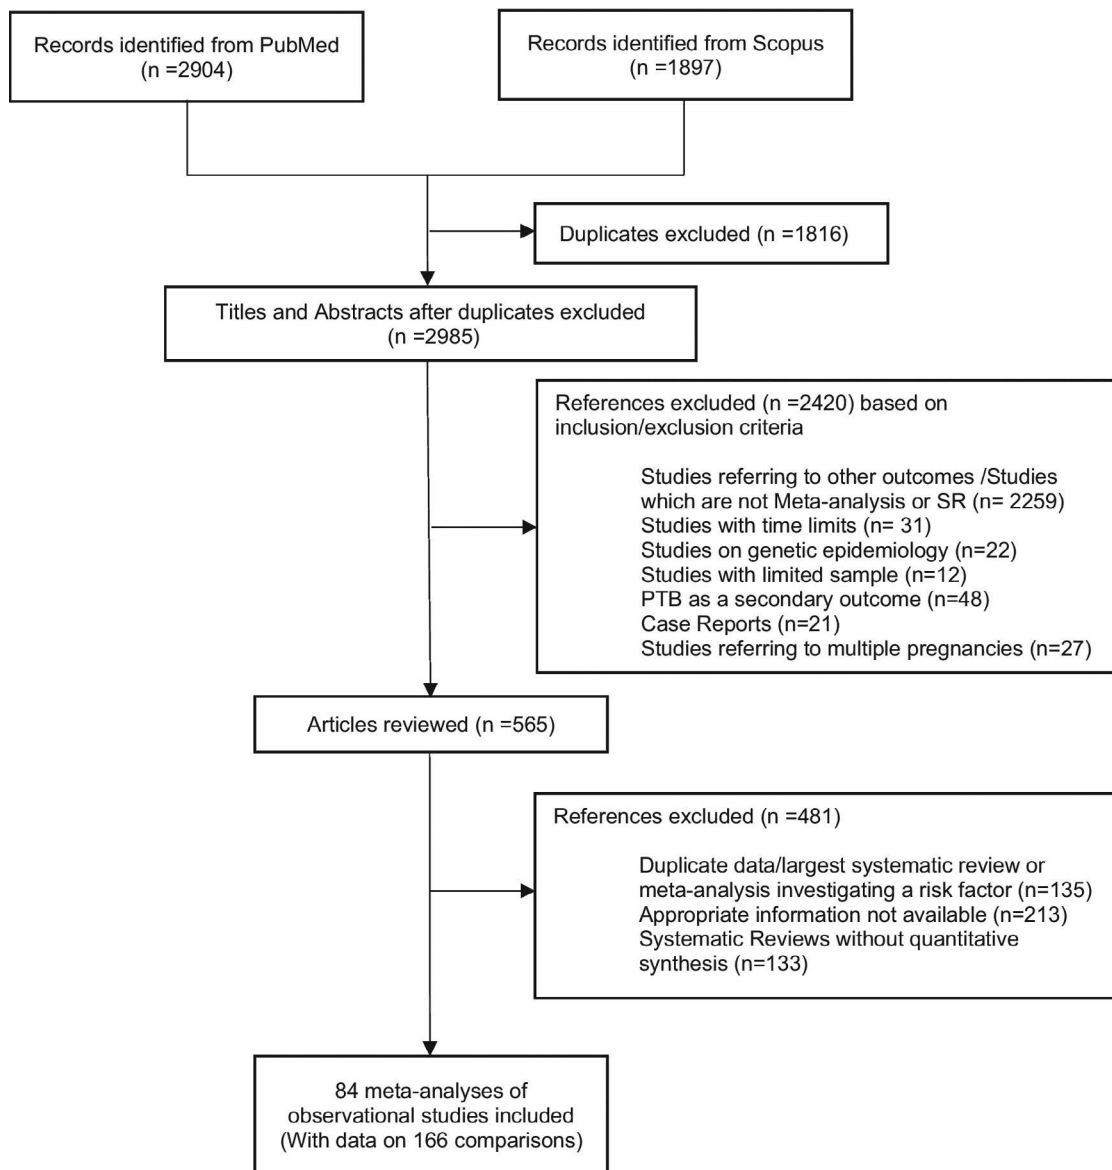 Records identified from PubMed
(n =2904)
Records identified from Scopus
(n =1897)
Duplicates excluded (n =1816)
Titles and Abstracts after duplicates excluded
(n =2985)
References excluded (n =2420) based on
inclusion/exclusion criteria
Studies referring to other outcomes /Studies
which are not Meta-analysis or SR (n= 2259)
Studies with time limits (n= 31)
Studies on genetic epidemiology (n=22)
Studies with limited sample (n=12)
PTB as a secondary outcome (n=48)
Case Reports (n=21)
Studies referring to multiple pregnancies (n=27)
Articles reviewed (n =565)
References excluded (n =481)
Duplicate data/largest systematic review or
meta-analysis investigating a risk factor (n=135)
Appropriate information not available (n=213)
Systematic Reviews without quantitative
synthesis (n=133)
84 meta-analyses of
observational studies included
(With data on 166 comparisons)